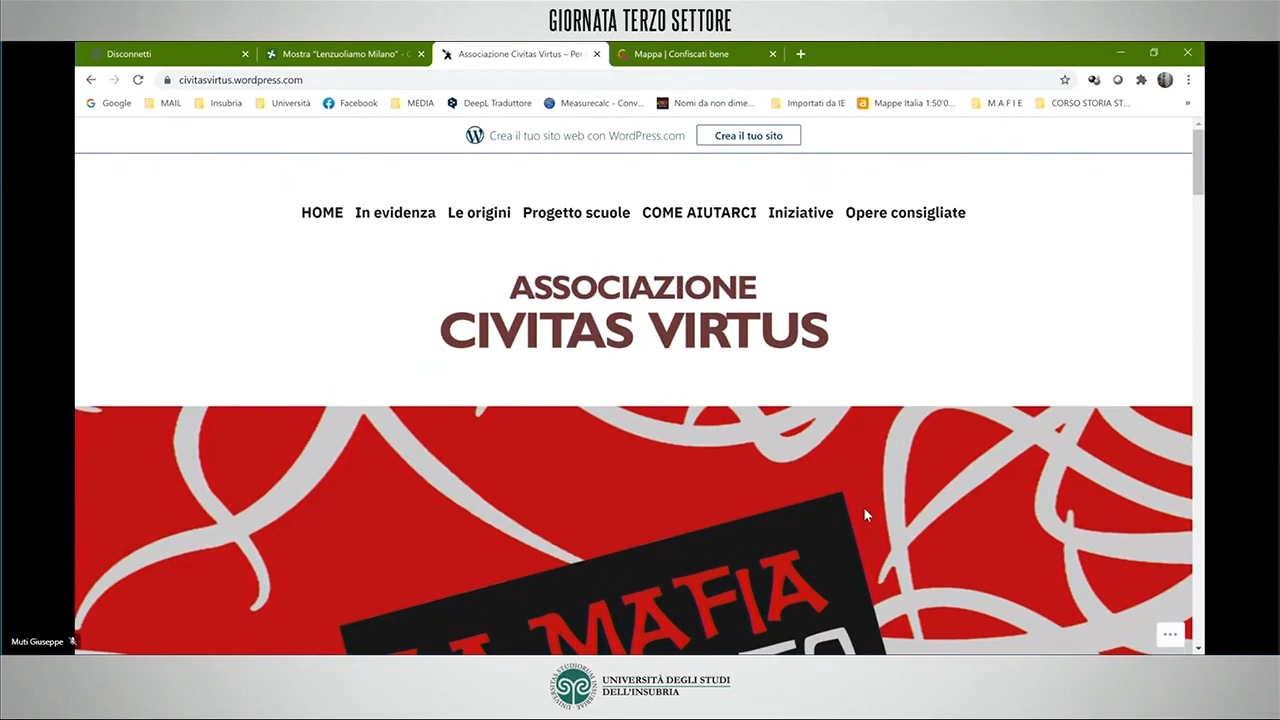 GIORNATA TERZO SETTORE
Disconnetti
Mostra "Lenzuoliamo Milano" -
Associazione Civitas Virtus – Per
Mappa | Confiscati bene
civitasvirtus.wordpress.com
Google MAIL Insubria Università Facebook MEDIA DeepL Traduttore Measurecalc - Conv... Nomi da non dime... Importati da IE Mappe Italia 1:50'0... M A F I E CORSO STORIA ST... »
Crea il tuo sito web con WordPress.com Crea il tuo sito
HOME In evidenza Le origini Progetto scuole COME AIUTARCI Iniziative Opere consigliate
ASSOCIAZIONE
CIVITAS VIRTUS
LA MAFIA
Muti Giuseppe
UNIVERSITÀ DEGLI STUDI
DELL'INSUBRIA